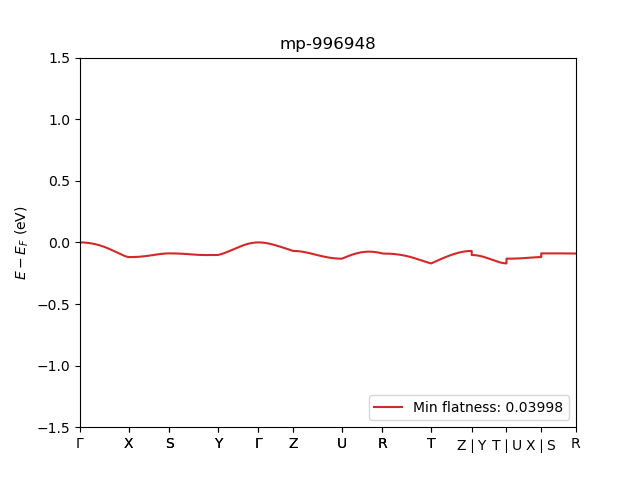 mp-996948
E − E_F (eV)
1.5
1.0
0.5
0.0
−0.5
−1.0
−1.5
Min flatness: 0.03998
Γ X S Y Γ Z U R T Z | Y T | U X | S R